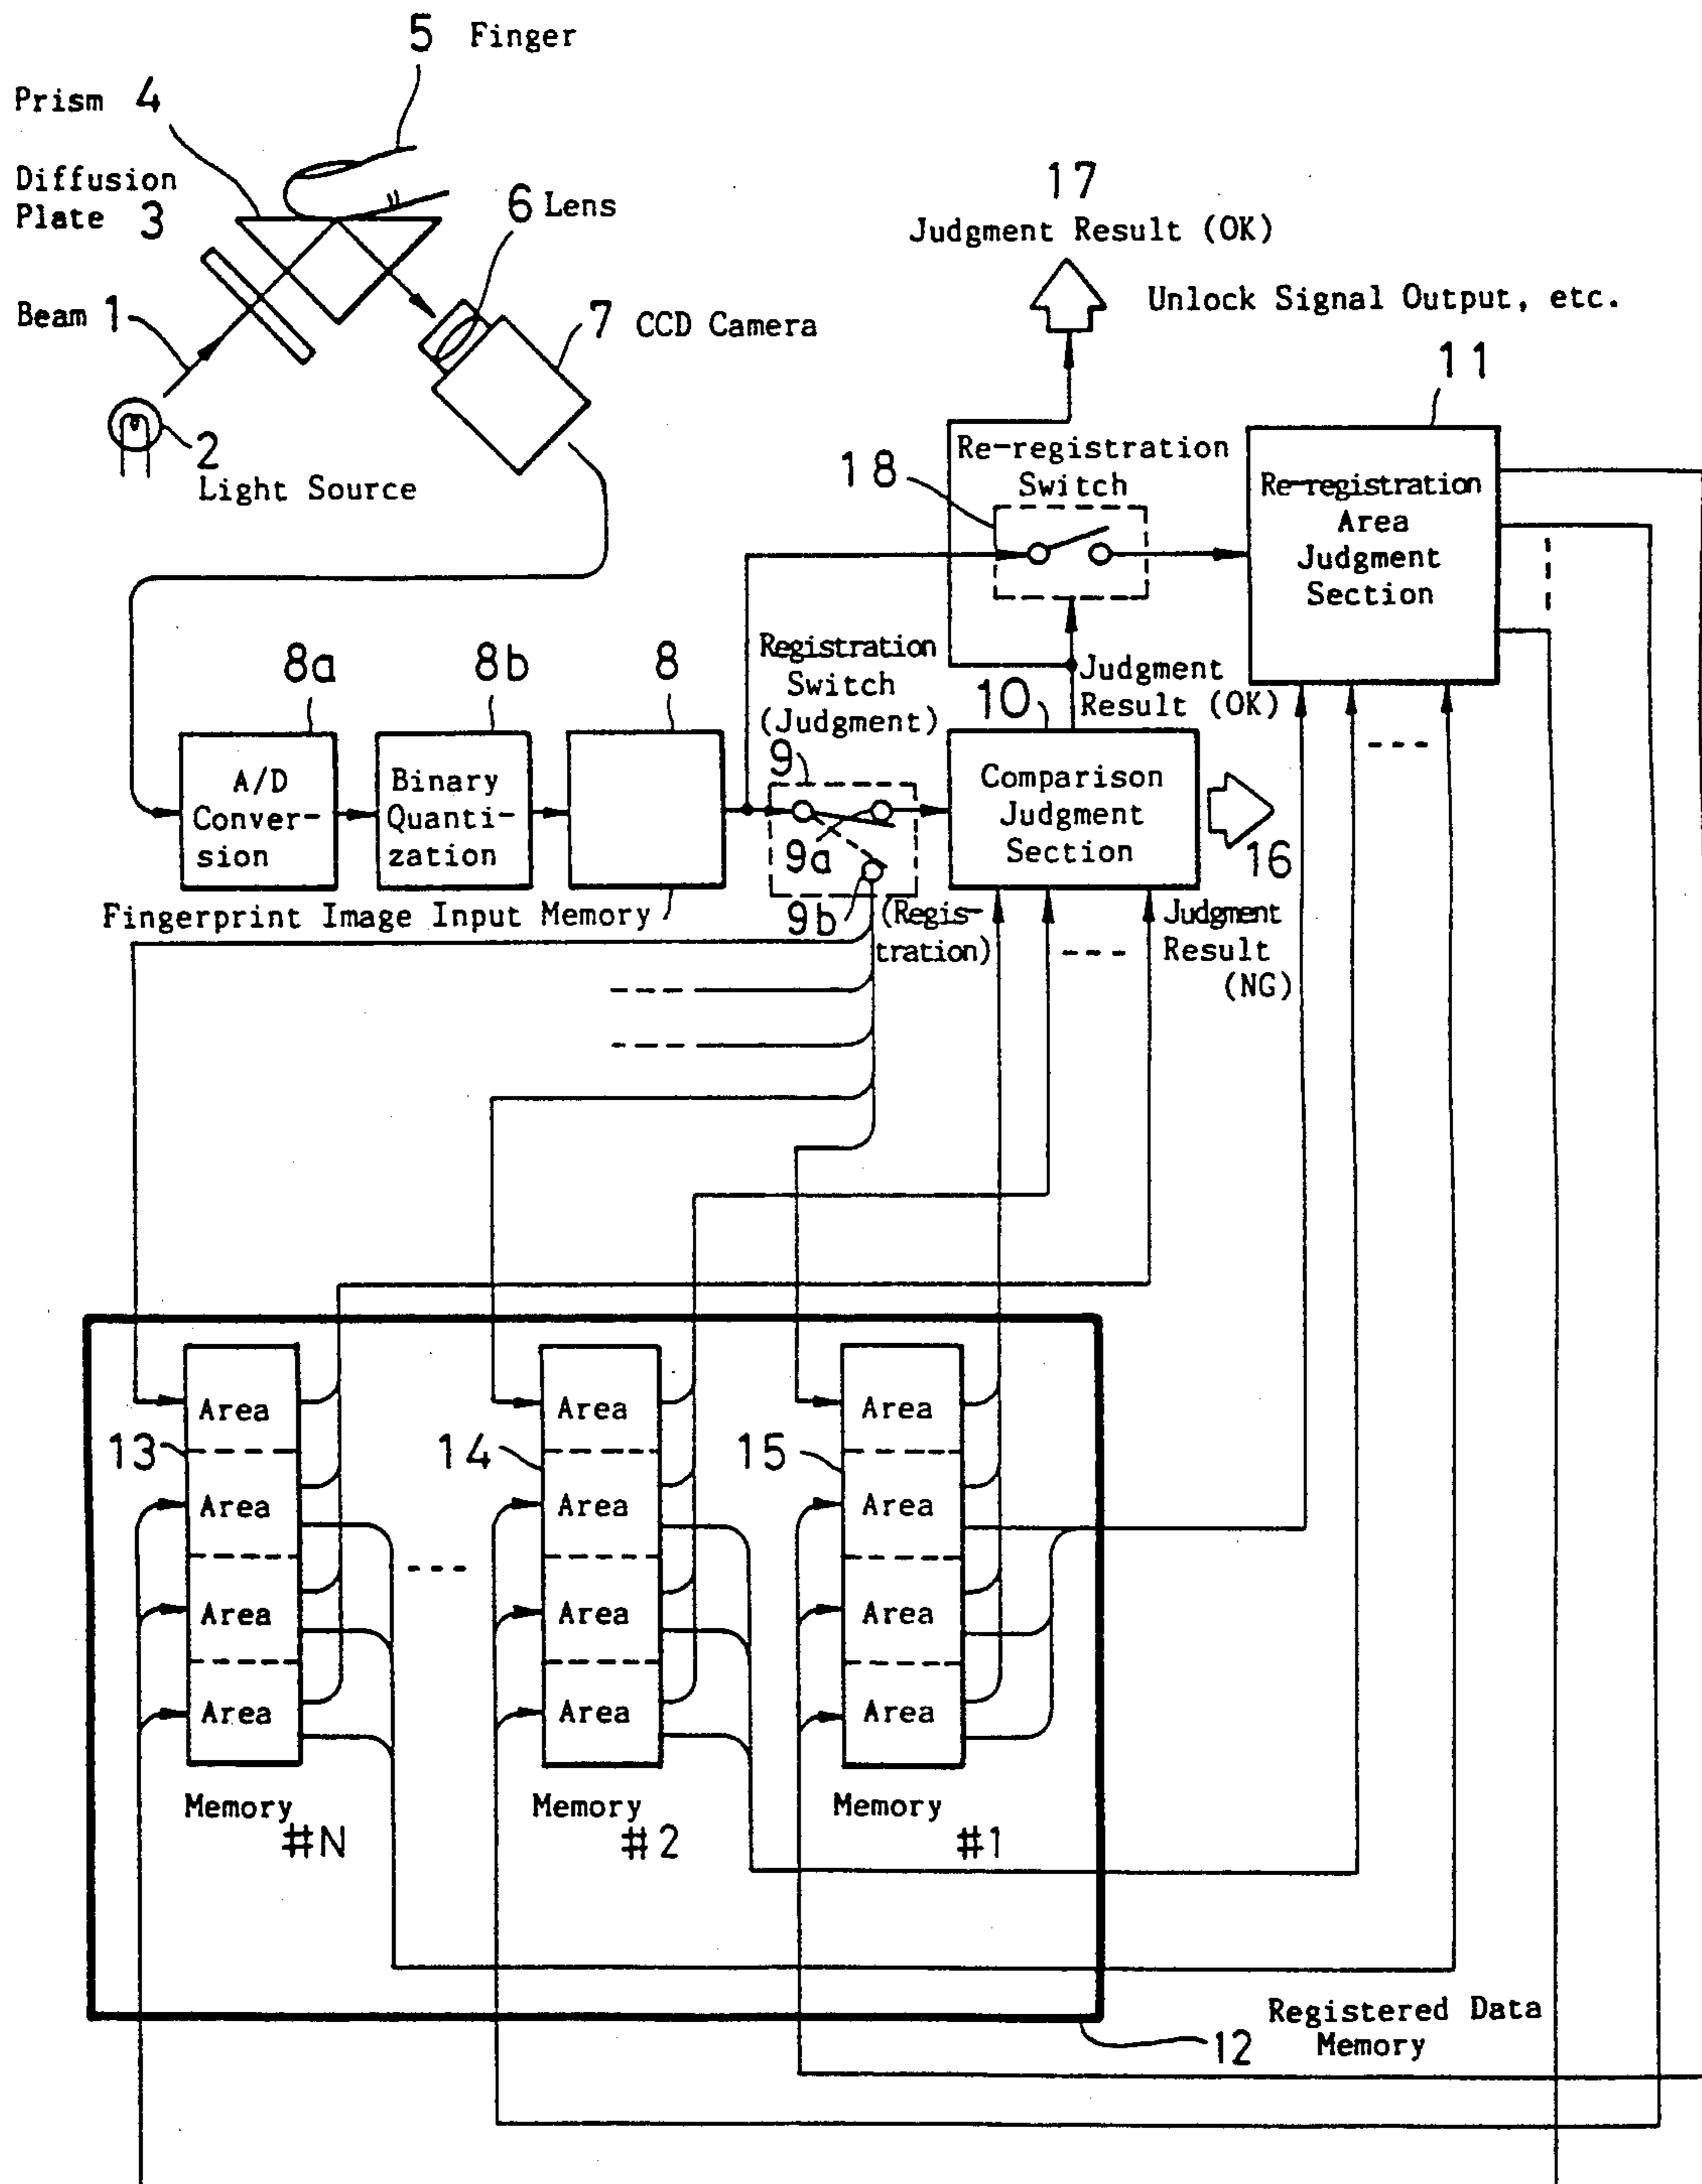 5 Finger
Prism 4
Diffusion
Plate 3
6 Lens
Beam 1
7 CCD Camera
2
Light Source
17
Judgment Result (OK)
Unlock Signal Output, etc.
11
Re-registration
Switch
18
Re-registration
Area
Judgment
Section
8a
8b
8
Registration
Switch
(Judgment)
9
Judgment
Result (OK)
10
A/D
Conver-
sion
Binary
Quanti-
zation
9a
Comparison
Judgment
Section
16
Fingerprint Image Input Memory
9b
(Regis-
tration)
Judgment
Result
(NG)
---
---
Area
Area
Area
13
14
15
Area
Area
Area
---
Area
Area
Area
Area
Area
Area
Memory
#N
Memory
#2
Memory
#1
12
Registered Data
Memory